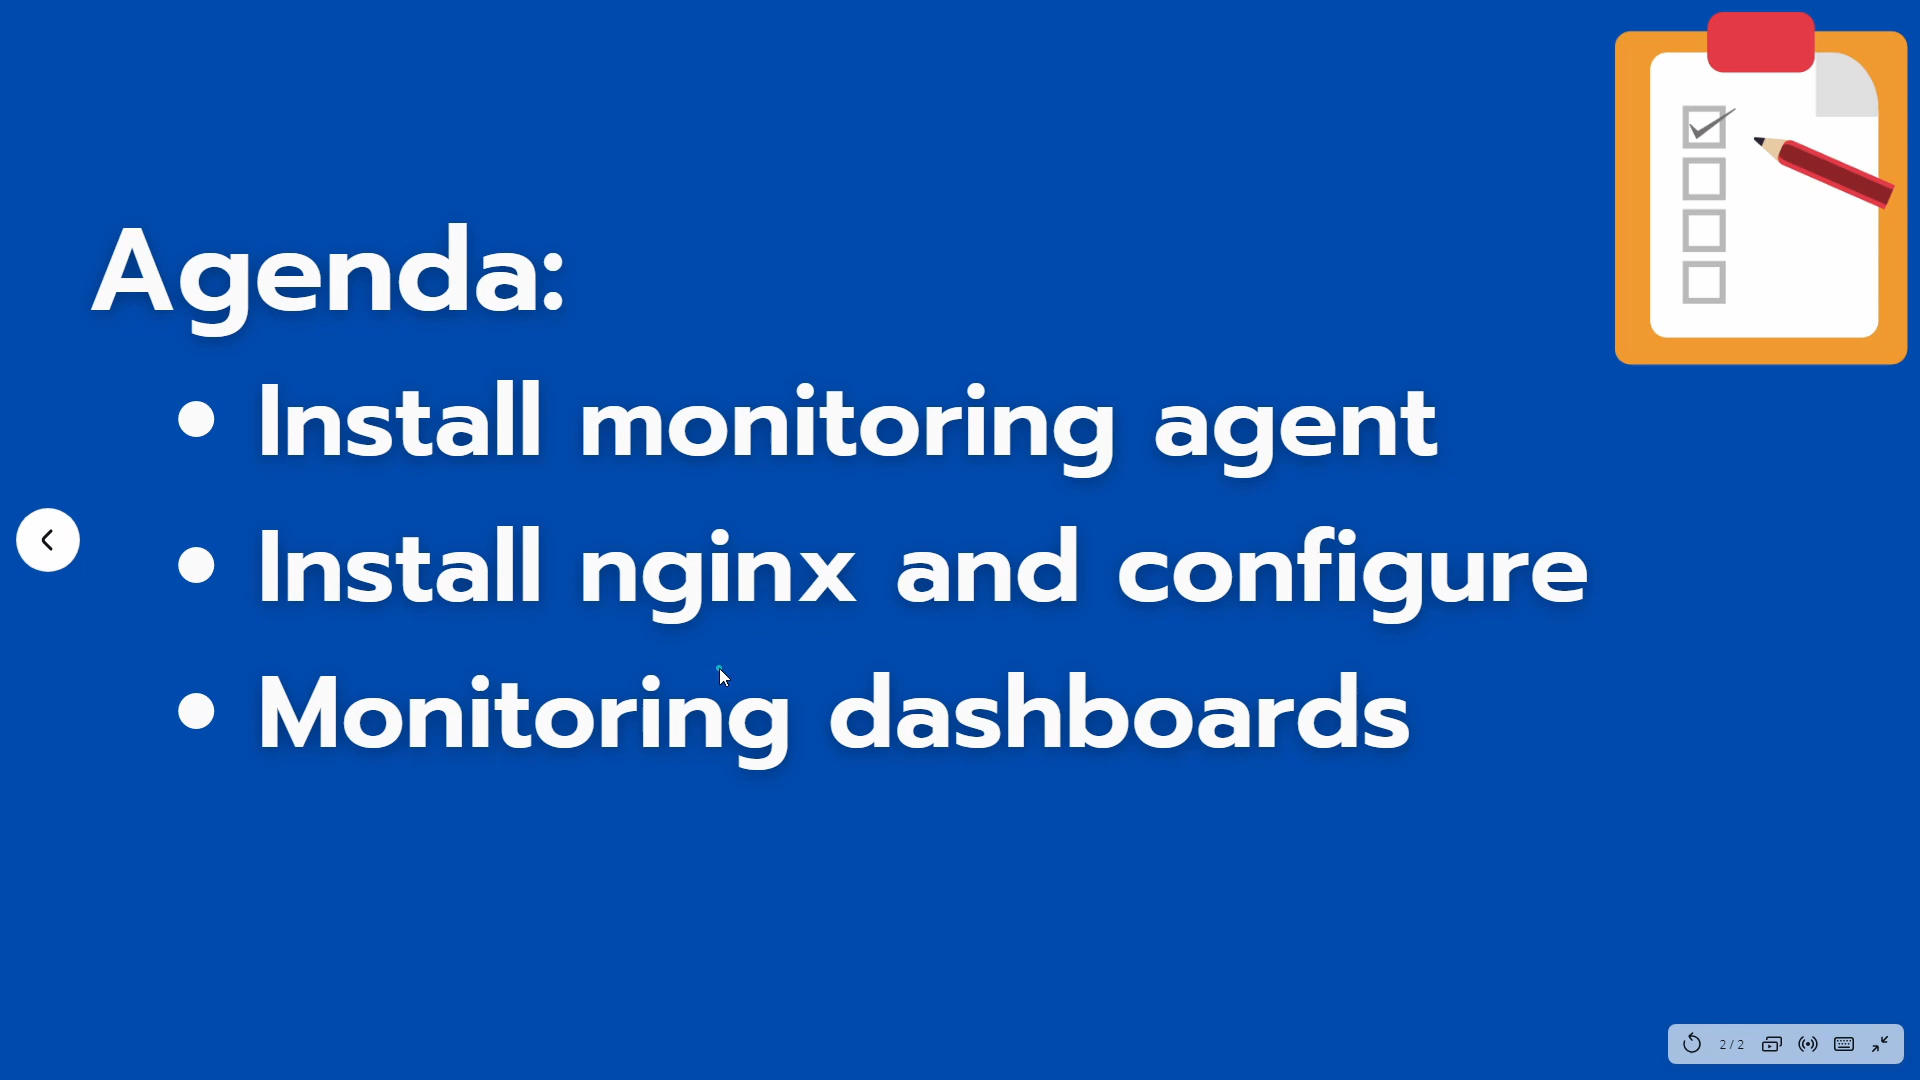 Agenda:
• Install monitoring agent
• Install nginx and configure
• Monitoring dashboards
2 / 2